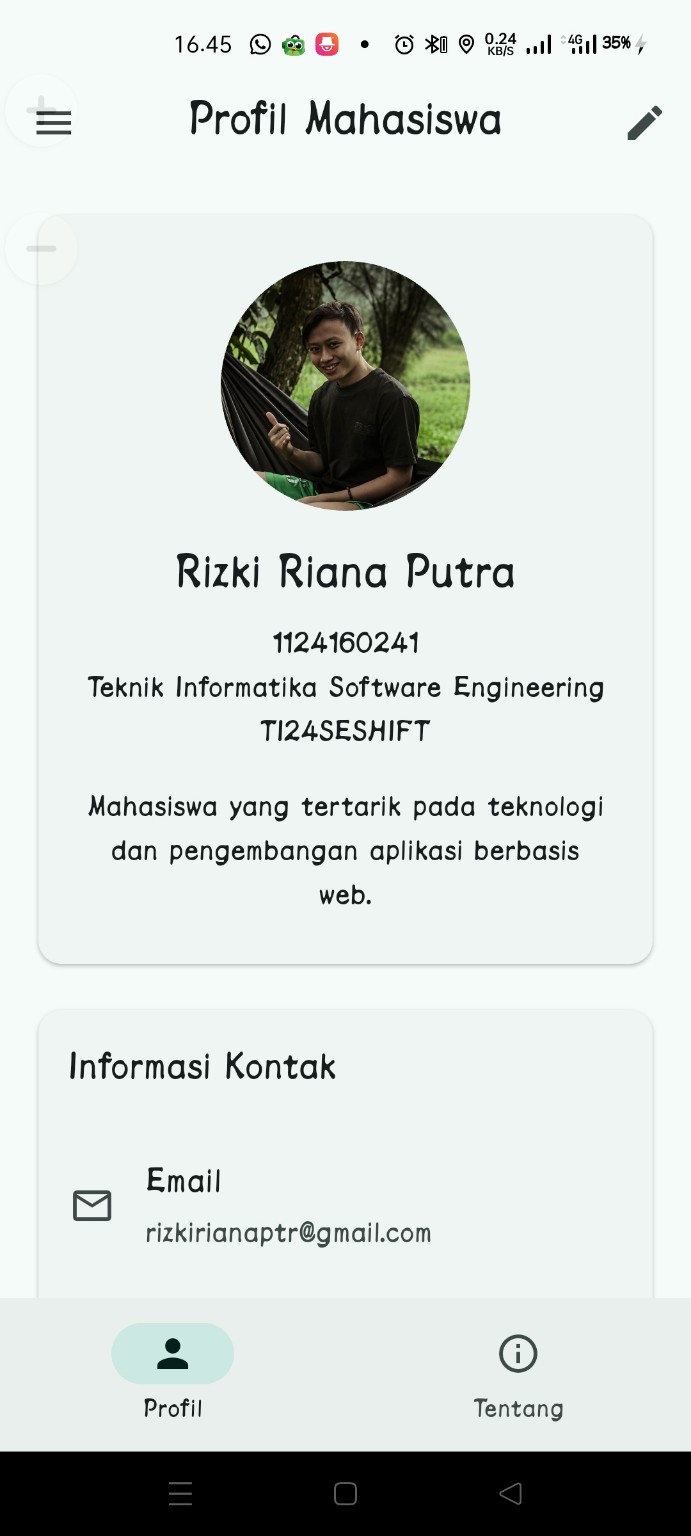 16.45 0.24 KB/S 4G 35%
Profil Mahasiswa
Rizki Riana Putra
1124160241
Teknik Informatika Software Engineering
TI24SESHIFT
Mahasiswa yang tertarik pada teknologi
dan pengembangan aplikasi berbasis
web.
Informasi Kontak
Email
rizkirianaptr@gmail.com
Profil
Tentang